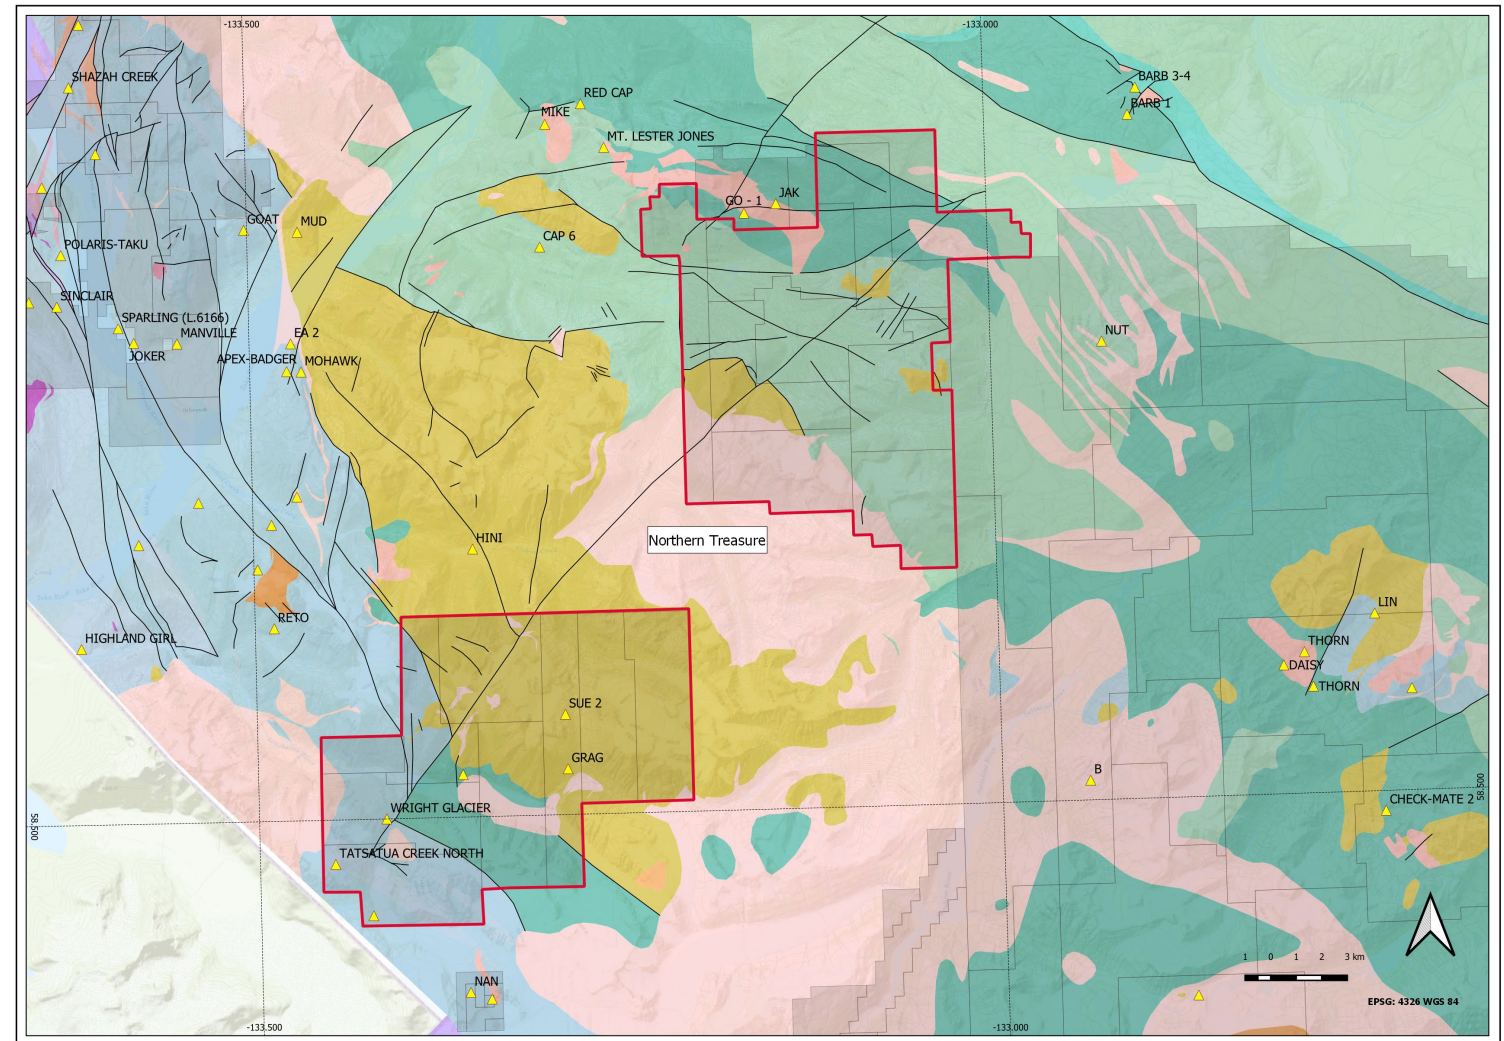 -133.500
-133.000
SHAZAH CREEK
BARB 3-4
RED CAP
BARB 1
MIKE
MT. LESTER JONES
JAK
GO - 1
GOAT
MUD
POLARIS-TAKU
CAP 6
SINCLAIR
SPARLING (L.6166)
MANVILLE
EA 2
NUT
JOKER
APEX-BADGER
MOHAWK
HINI
Northern Treasure
LIN
RETO
HIGHLAND GIRL
THORN
DAISY
THORN
SUE 2
GRAG
B
58.500
58.500
WRIGHT GLACIER
CHECK-MATE 2
TATSATUA CREEK NORTH
1 0 1 2 3 km
NAN
EPSG: 4326 WGS 84
-133.500
-133.000